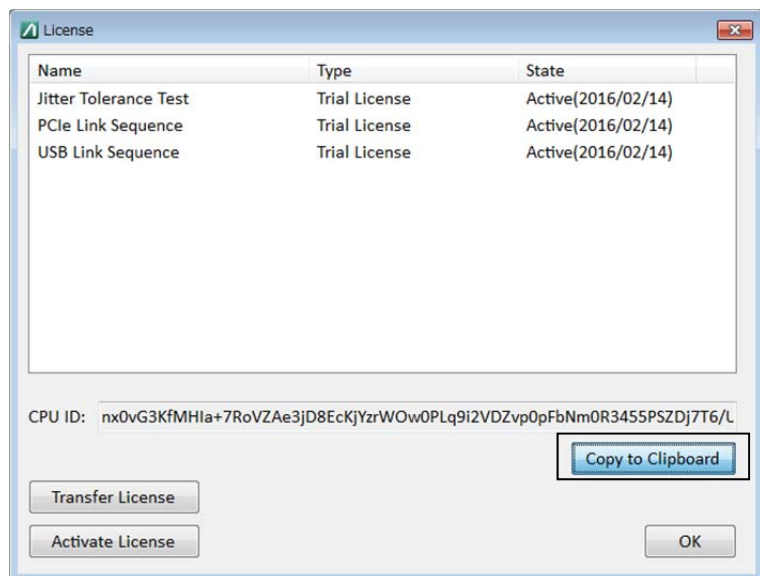 License
Name Type State
Jitter Tolerance Test Trial License Active(2016/02/14)
PCIe Link Sequence Trial License Active(2016/02/14)
USB Link Sequence Trial License Active(2016/02/14)
CPU ID: nx0vG3KfMHIa+7RoVZAe3jD8EcKjYzrWOw0PLq9i2VDZvp0pFbNm0R3455PSZDj7T6/U
Copy to Clipboard
Transfer License
Activate License OK